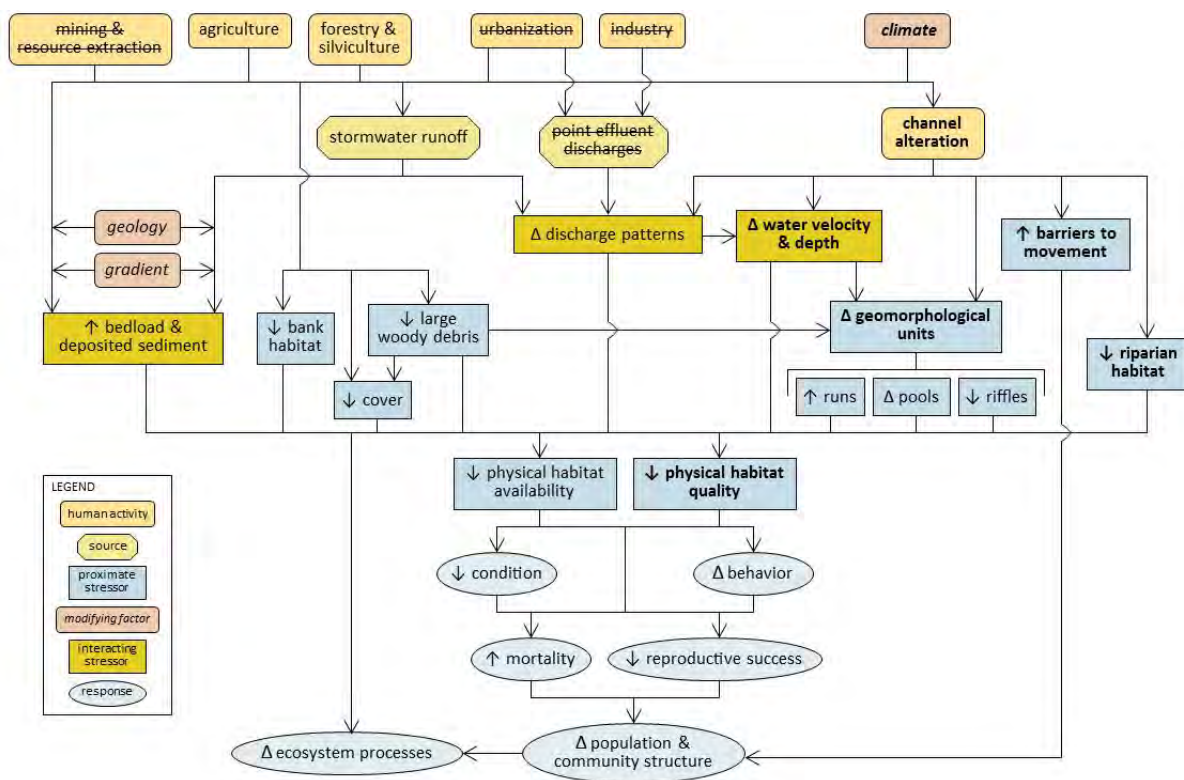 mining &
resource extraction
agriculture
forestry &
silviculture
urbanization
industry
climate
stormwater runoff
point effluent
discharges
channel
alteration
geology
gradient
Δ discharge patterns
Δ water velocity
& depth
↑ barriers to
movement
↑ bedload &
deposited sediment
↓ bank
habitat
↓ large
woody debris
Δ geomorphological
units
↓ riparian
habitat
↓ cover
↑ runs
Δ pools
↓ riffles
↓ physical habitat
availability
↓ physical habitat
quality
LEGEND
human activity
source
proximate
stressor
modifying factor
interacting
stressor
response
↓ condition
Δ behavior
↑ mortality
↓ reproductive success
Δ ecosystem processes
Δ population &
community structure